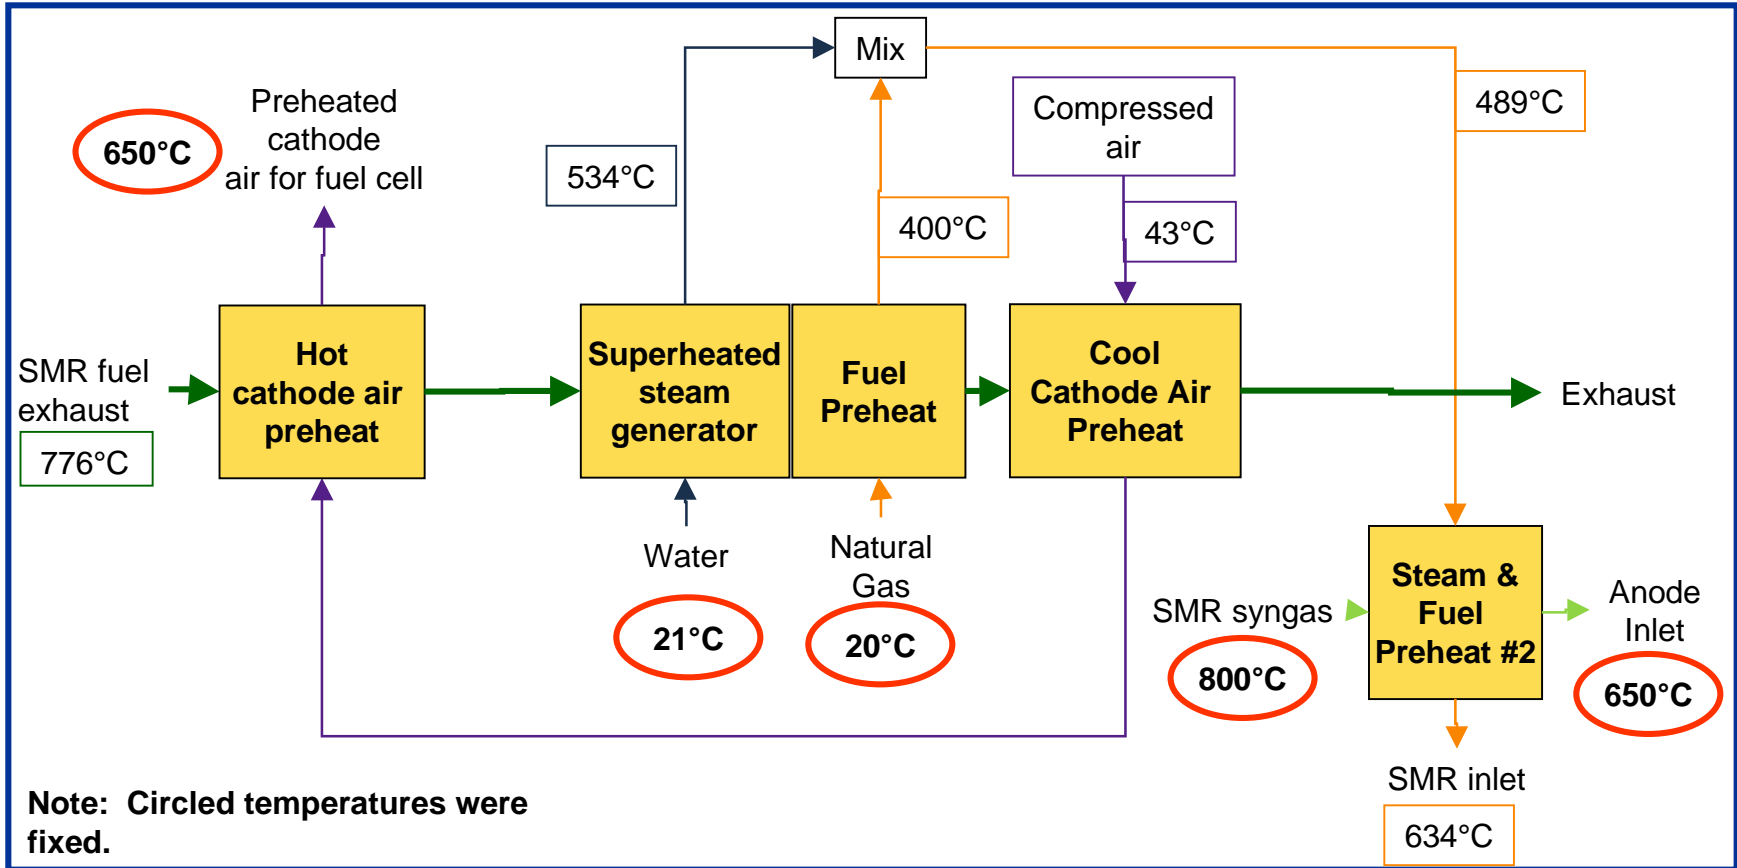 Mix
489°C
Preheated
cathode
air for fuel cell
650°C
534°C
400°C
Compressed
air
43°C
SMR fuel
exhaust
776°C
Hot
cathode air
preheat
Superheated
steam
generator
Fuel
Preheat
Cool
Cathode Air
Preheat
Exhaust
Water
21°C
Natural
Gas
20°C
SMR syngas
800°C
Steam &
Fuel
Preheat #2
Anode
Inlet
650°C
SMR inlet
634°C
Note: Circled temperatures were
fixed.